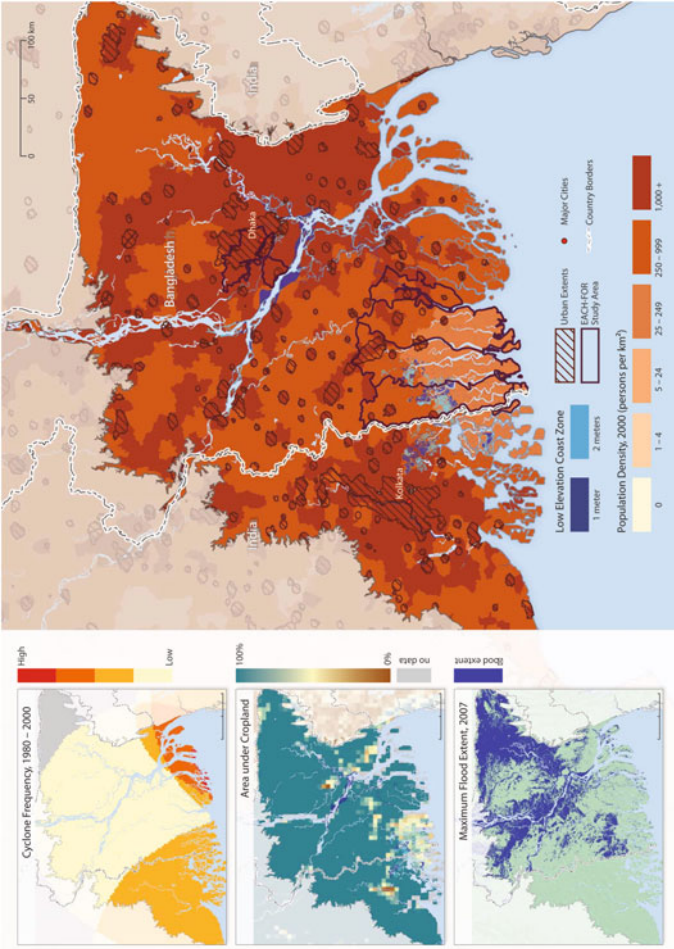 Cyclone Frequency, 1980 – 2000
High
Low
Area under Cropland
100%
0%
no data
Maximum Flood Extent, 2007
flood extent
0 50 100 km
India
Bangladesh
Dhaka
India
Kolkata
Low Elevation Coast Zone
1 meter
2 meters
Urban Extents
EACH-FOR
Study Area
Major Cities
Country Borders
Population Density, 2000 (persons per km²)
0
1 – 4
5 – 24
25 – 249
250 – 999
1,000 +